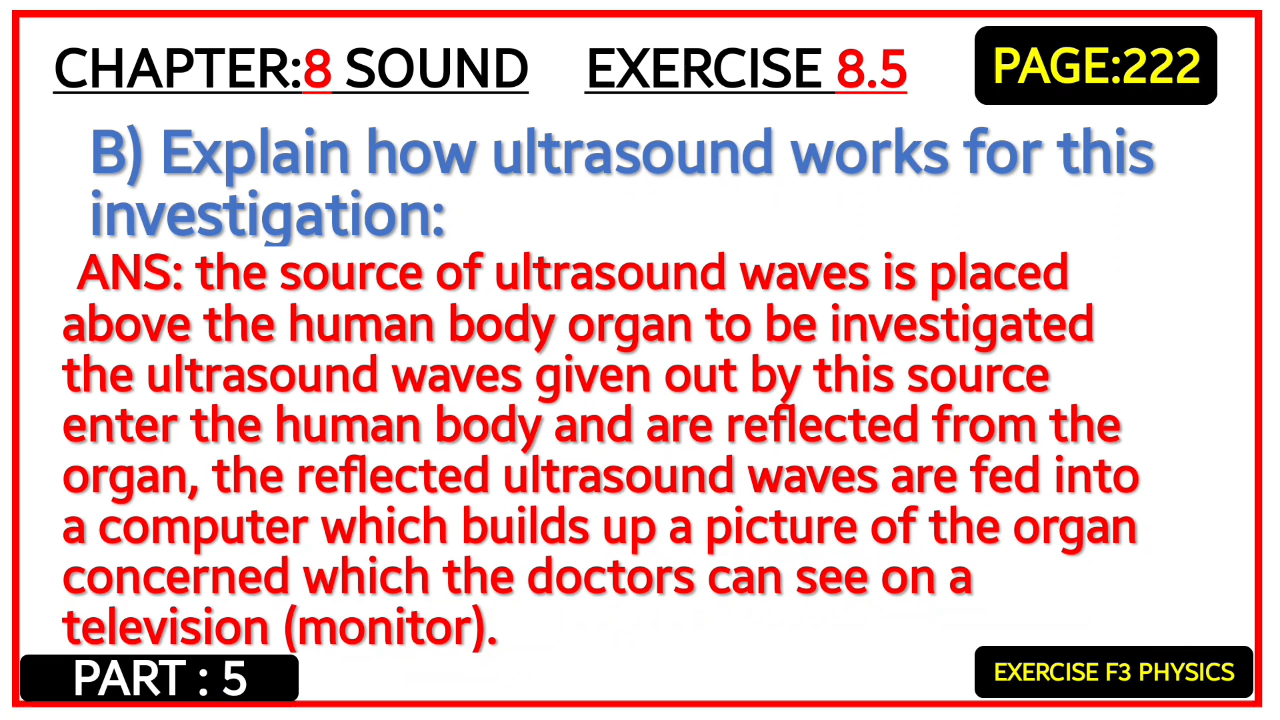 CHAPTER:8 SOUND EXERCISE 8.5 PAGE:222
B) Explain how ultrasound works for this
investigation:
ANS: the source of ultrasound waves is placed
above the human body organ to be investigated
the ultrasound waves given out by this source
enter the human body and are reflected from the
organ, the reflected ultrasound waves are fed into
a computer which builds up a picture of the organ
concerned which the doctors can see on a
television (monitor).
PART : 5
EXERCISE F3 PHYSICS